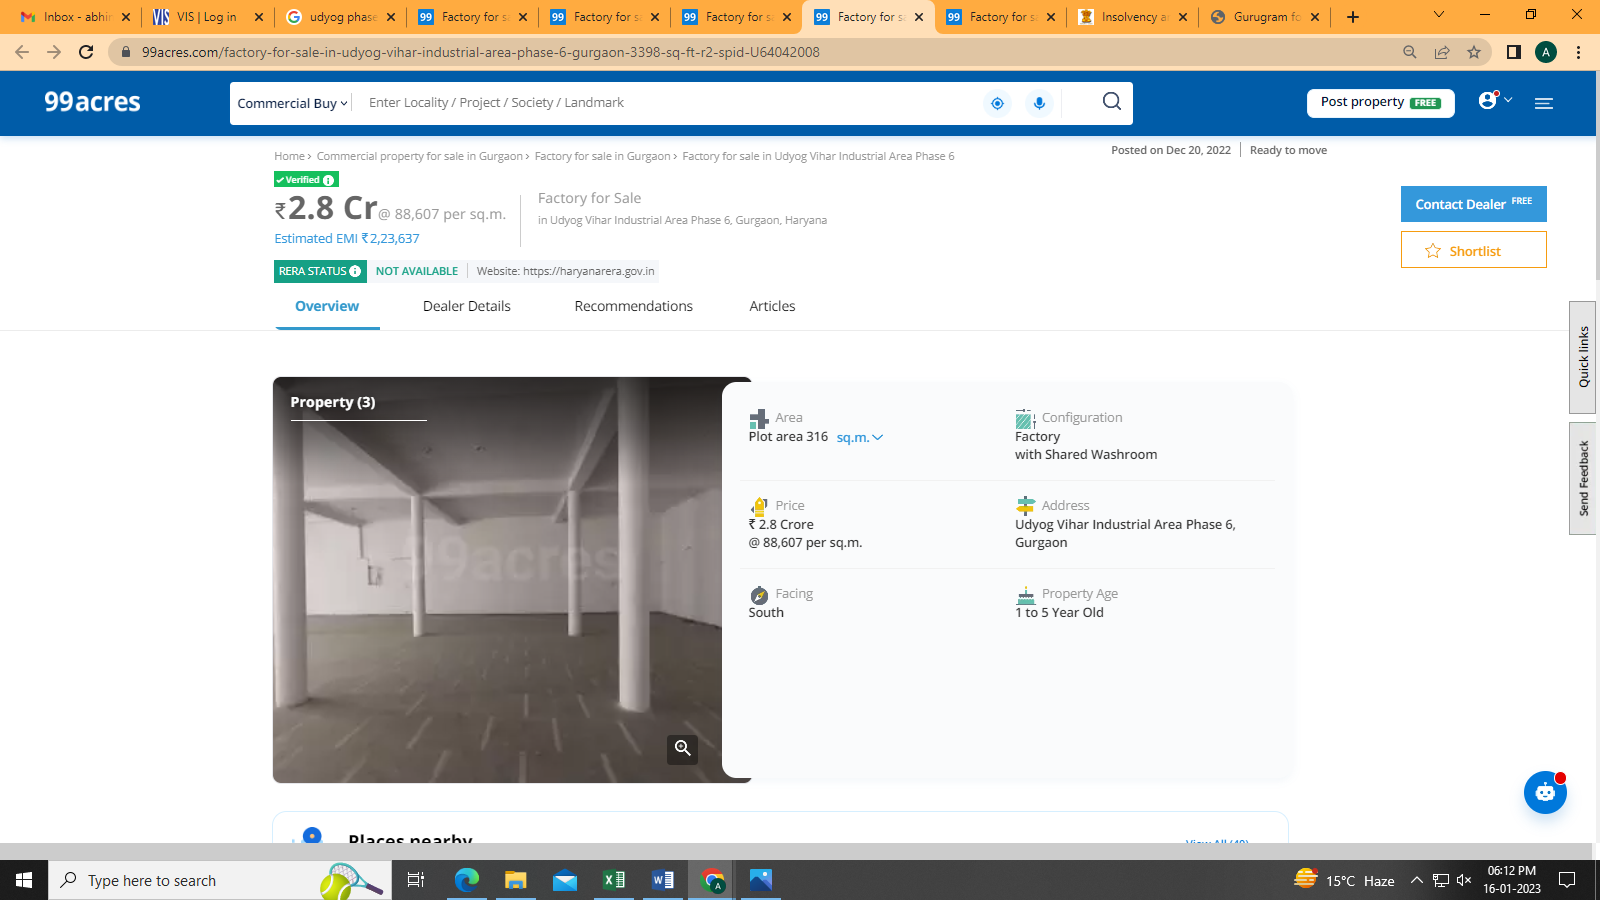 Inbox - abhi
VIS | Log in
udyog phase
Factory for sa
Factory for sa
Factory for sa
Factory for sa
Factory for sa
Insolvency a
Gurugram fo
99acres.com/factory-for-sale-in-udyog-vihar-industrial-area-phase-6-gurgaon-3398-sq-ft-r2-spid-U64042008
A
99acres
Commercial Buy
Enter Locality / Project / Society / Landmark
Post property FREE
Home › Commercial property for sale in Gurgaon › Factory for sale in Gurgaon › Factory for sale in Udyog Vihar Industrial Area Phase 6
Posted on Dec 20, 2022 | Ready to move
Verified
₹2.8 Cr @ 88,607 per sq.m.
Estimated EMI ₹2,23,637
Factory for Sale
in Udyog Vihar Industrial Area Phase 6, Gurgaon, Haryana
Contact Dealer FREE
Shortlist
RERA STATUS NOT AVAILABLE Website: https://haryanarera.gov.in
Overview
Dealer Details
Recommendations
Articles
Quick links
Send Feedback
Property (3)
99acres
Area
Plot area 316 sq.m.
Configuration
Factory
with Shared Washroom
Price
₹ 2.8 Crore
@ 88,607 per sq.m.
Address
Udyog Vihar Industrial Area Phase 6,
Gurgaon
Facing
South
Property Age
1 to 5 Year Old
Places nearby
View All (40)
Type here to search
15°C Haze
06:12 PM
16-01-2023